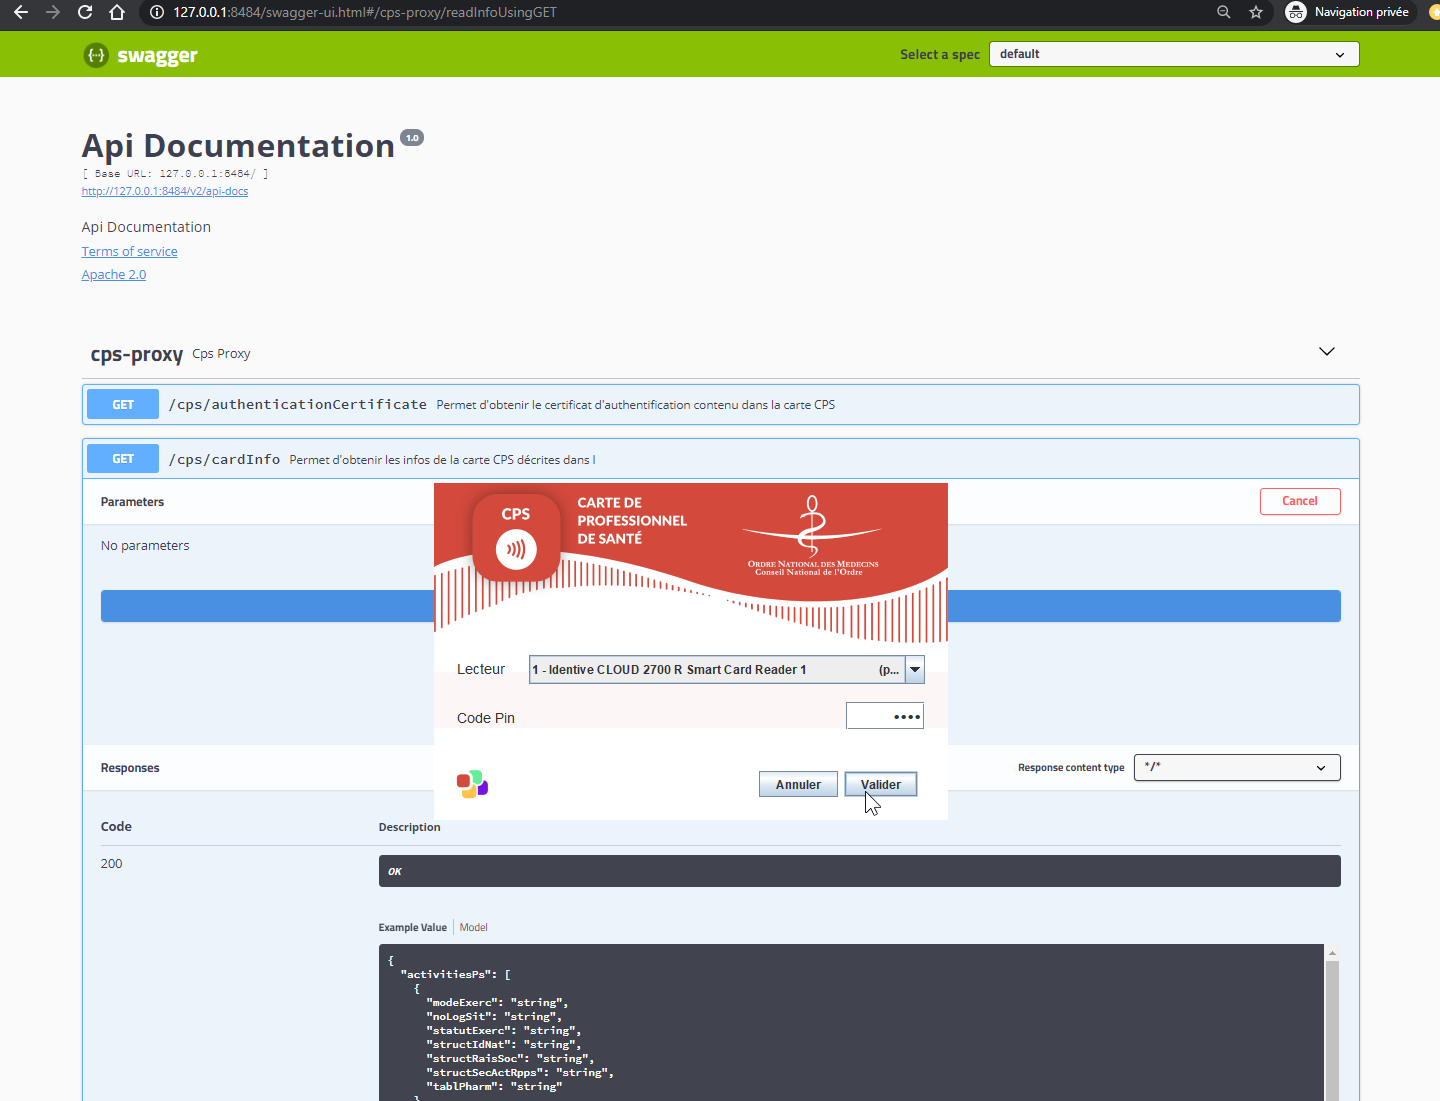 127.0.0.1:8484/swagger-ui.html#/cps-proxy/readInfoUsingGET
Navigation privée
{··} swagger
Select a spec
default
Api Documentation 1.0
[ Base URL: 127.0.0.1:8484/ ]
http://127.0.0.1:8484/v2/api-docs
Api Documentation
Terms of service
Apache 2.0
cps-proxy Cps Proxy
GET /cps/authenticationCertificate Permet d'obtenir le certificat d'authentification contenu dans la carte CPS
GET /cps/cardInfo Permet d'obtenir les infos de la carte CPS décrites dans l
Parameters
Cancel
No parameters
CPS
CARTE DE
PROFESSIONNEL
DE SANTÉ
ORDRE NATIONAL DES MEDECINS
Conseil National de l'Ordre
Lecteur
1 - Identive CLOUD 2700 R Smart Card Reader 1 (p...
Code Pin
••••
Annuler
Valider
Responses
Response content type
*/*
Code
Description
200
OK
Example Value
Model
{
"activitiesPs": [
{
"modeExerc": "string",
"noLogSit": "string",
"statutExerc": "string",
"structIdNat": "string",
"structRaisSoc": "string",
"structSecActRpps": "string",
"tablPharm": "string"
}